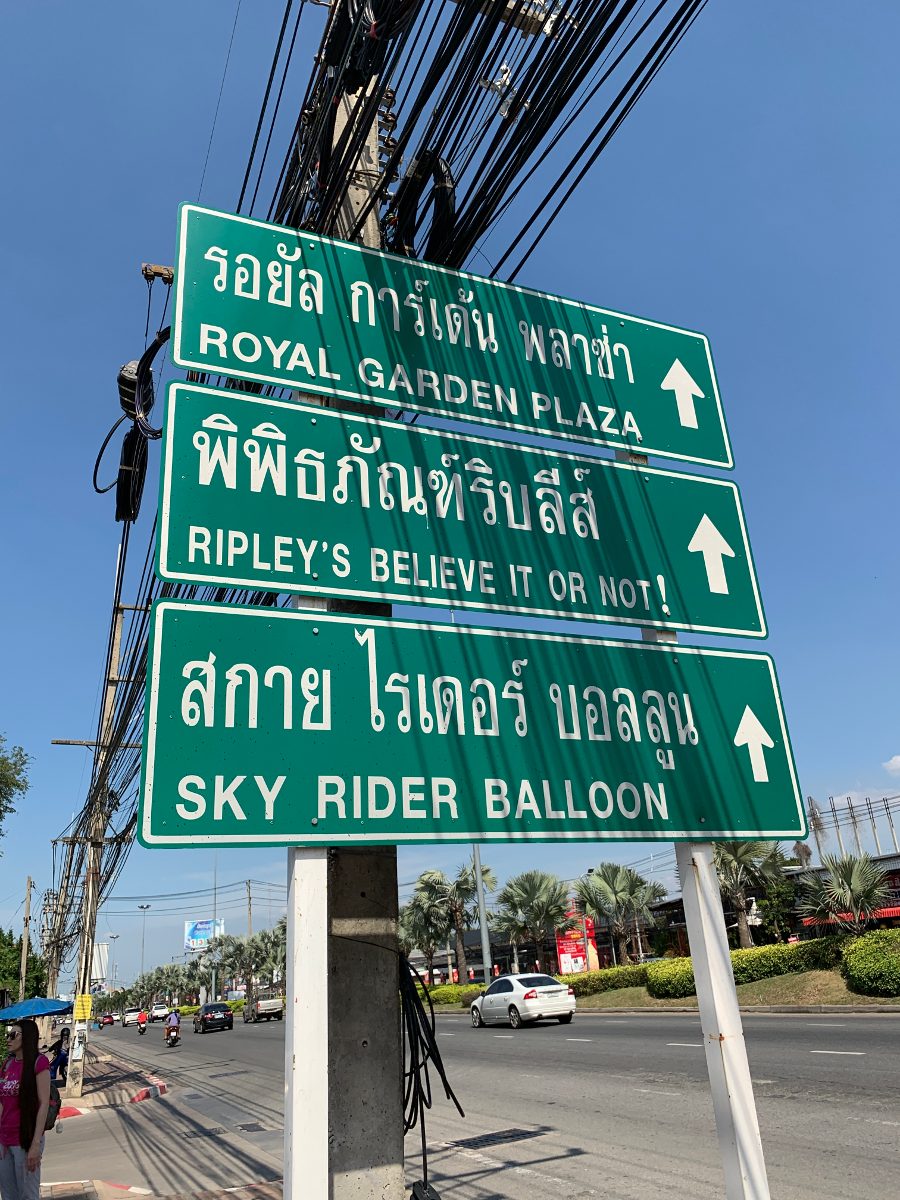 รอยัล การ์เด้น พลาซ่า
ROYAL GARDEN PLAZA
พิพิธภัณฑ์ริบลีส์
RIPLEY'S BELIEVE IT OR NOT!
สกาย ไรเดอร์ บอลลูน
SKY RIDER BALLOON